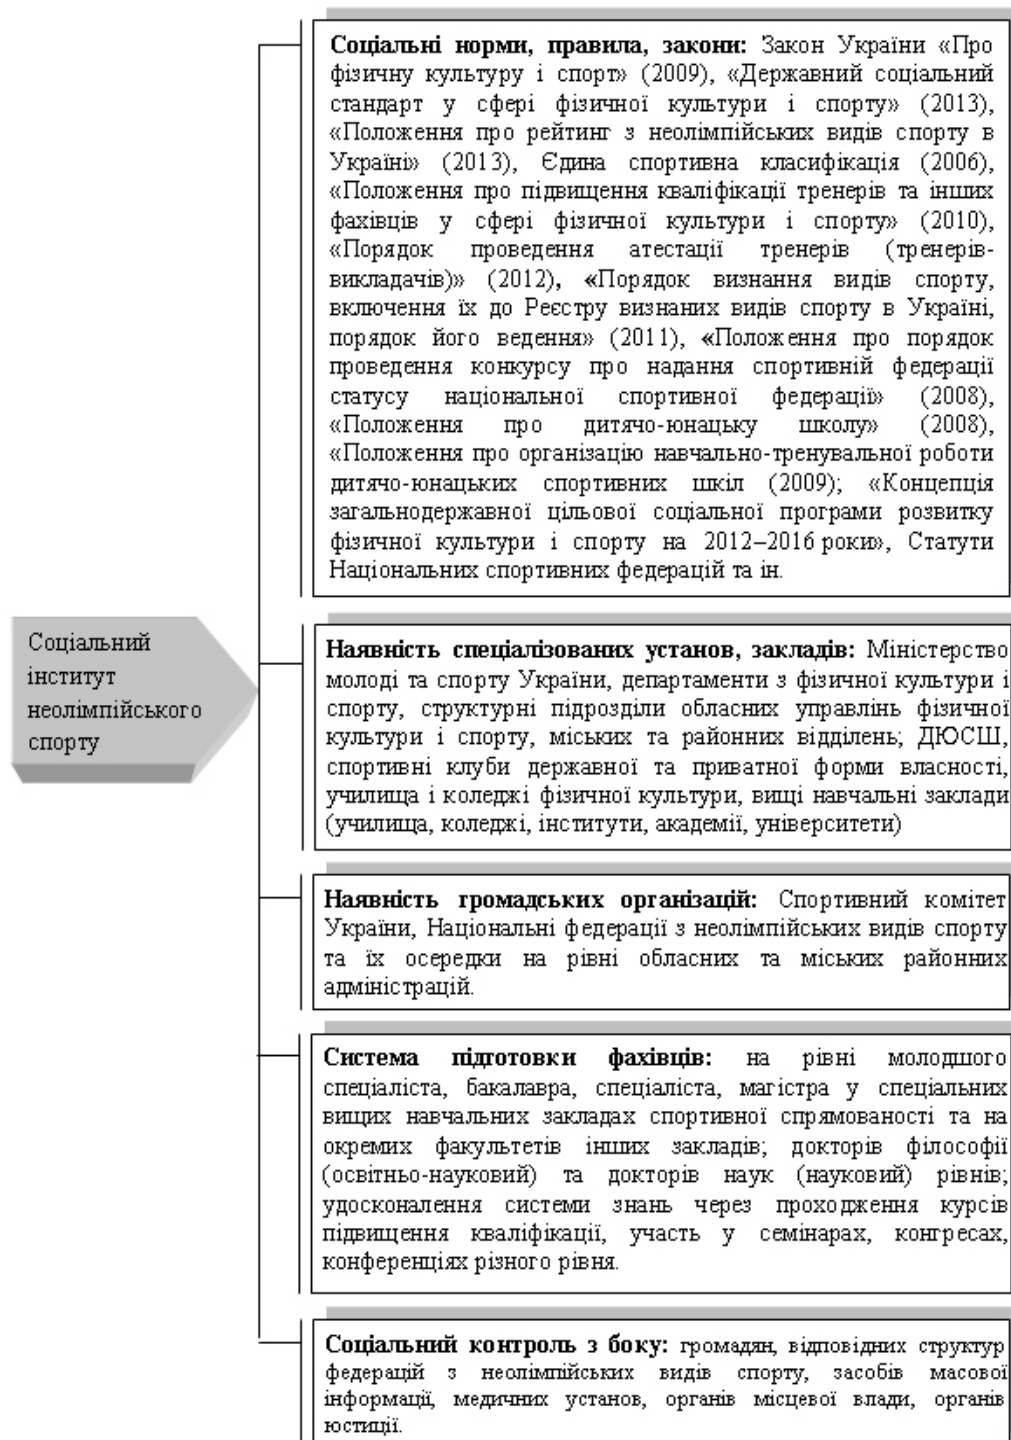 Соціальні норми, правила, закони: Закон України «Про
фізичну культуру і спорт» (2009), «Державний соціальний
стандарт у сфері фізичної культури і спорту» (2013),
«Положення про рейтинг з неолімпійських видів спорту в
Україні» (2013), Єдина спортивна класифікація (2006),
«Положення про підвищення кваліфікації тренерів та інших
фахівців у сфері фізичної культури і спорту» (2010),
«Порядок проведення атестації тренерів (тренерів-
викладачів)» (2012), «Порядок визнання видів спорту,
включення їх до Реєстру визнаних видів спорту в Україні,
порядок його ведення» (2011), «Положення про порядок
проведення конкурсу про надання спортивній федерації
статусу національної спортивної федерації» (2008),
«Положення про дитячо-юнацьку школу» (2008),
«Положення про організацію навчально-тренувальної роботи
дитячо-юнацьких спортивних шкіл (2009); «Концепція
загальнодержавної цільової соціальної програми розвитку
фізичної культури і спорту на 2012–2016 роки», Статути
Національних спортивних федерацій та ін.
Соціальний
інститут
неолімпійського
спорту
Наявність спеціалізованих установ, закладів: Міністерство
молоді та спорту України, департаменти з фізичної культури і
спорту, структурні підрозділи обласних управлінь фізичної
культури і спорту, міських та районних відділень; ДЮСШ,
спортивні клуби державної та приватної форми власності,
училища і коледжі фізичної культури, вищі навчальні заклади
(училища, коледжі, інститути, академії, університети)
Наявність громадських організацій: Спортивний комітет
України, Національні федерації з неолімпійських видів спорту
та їх осередки на рівні обласних та міських районних
адміністрацій.
Система підготовки фахівців: на рівні молодшого
спеціаліста, бакалавра, спеціаліста, магістра у спеціальних
вищих навчальних закладах спортивної спрямованості та на
окремих факультетів інших закладів; докторів філософії
(освітньо-науковий) та докторів наук (науковий) рівнів;
удосконалення системи знань через проходження курсів
підвищення кваліфікації, участь у семінарах, конгресах,
конференціях різного рівня.
Соціальний контроль з боку: громадян, відповідних структур
федерацій з неолімпійських видів спорту, засобів масової
інформації, медичних установ, органів місцевої влади, органів
юстиції.